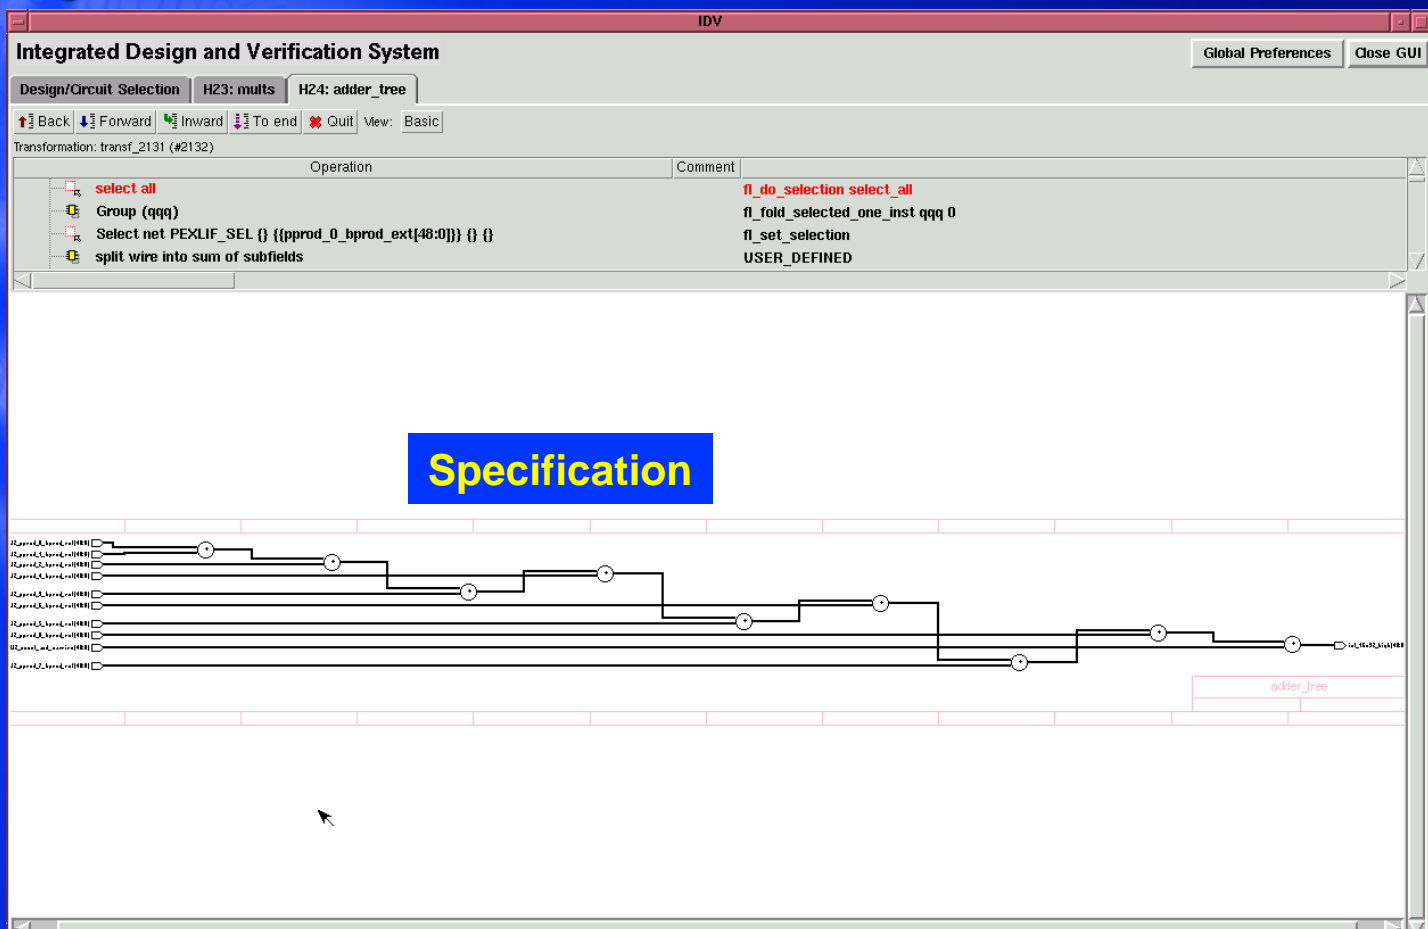 IDV
Integrated Design and Verification System
Global Preferences
Close GUI
Design/Circuit Selection
H23: mults
H24: adder_tree
Back
Forward
Inward
To end
Quit
View:
Basic
Transformation: transf_2131 (#2132)
Operation
Comment
select all
fl_do_selection select_all
Group (qqq)
fl_fold_selected_one_inst qqq 0
Select net PEXLIF_SEL {} {{pprod_0_bprod_ext[48:0]}} {} {}
fl_set_selection
split wire into sum of subfields
USER_DEFINED
Specification
adder_tree